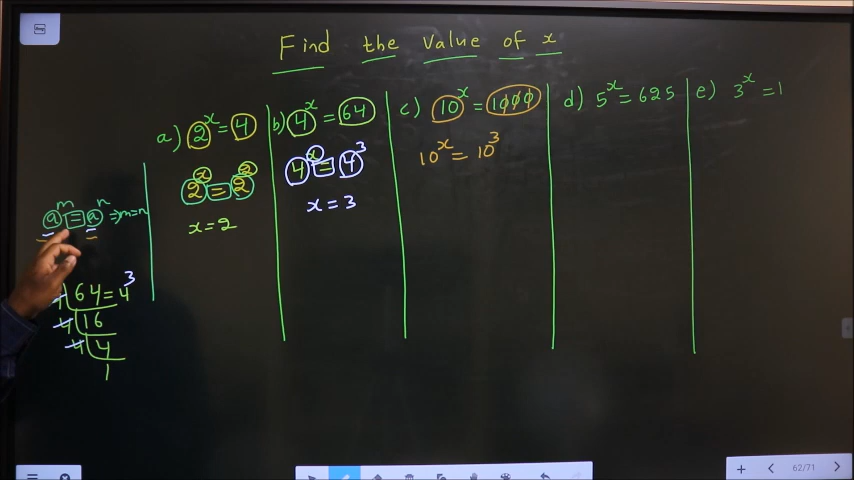 Find the Value of x
a) 2^x = 4
2^x = 2^2
x = 2
b) 4^x = 64
4^x = 4^3
x = 3
c) 10^x = 1000
10^x = 10^3
d) 5^x = 625
e) 3^x = 1
a^m = a^n ⇒ m=n
4|64 = 4^3
4|16
4|4
1
62/71